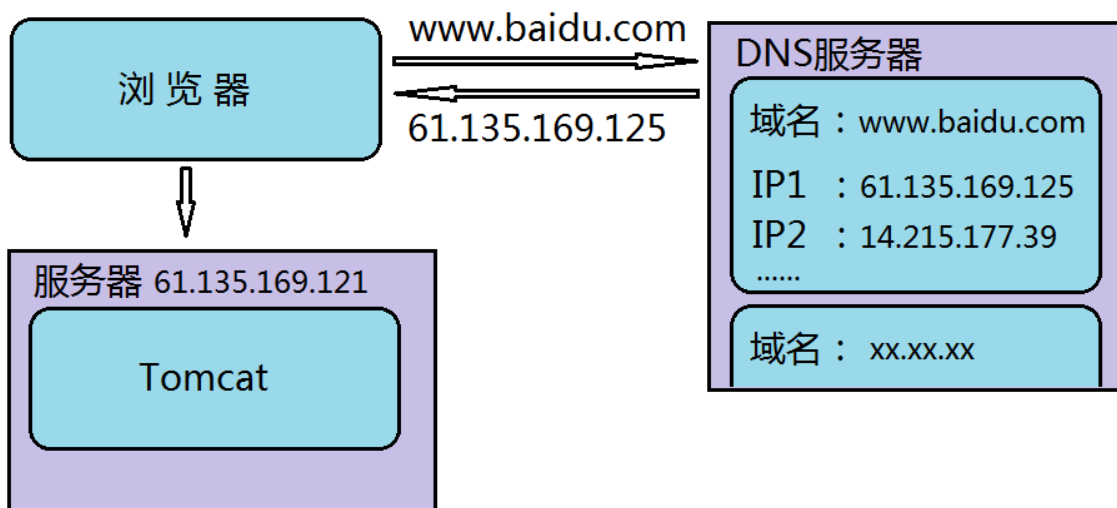 浏 览 器
www.baidu.com
61.135.169.125
DNS服务器
域名：www.baidu.com
IP1 ：61.135.169.125
IP2 ：14.215.177.39
......
域名： xx.xx.xx
服务器 61.135.169.121
Tomcat